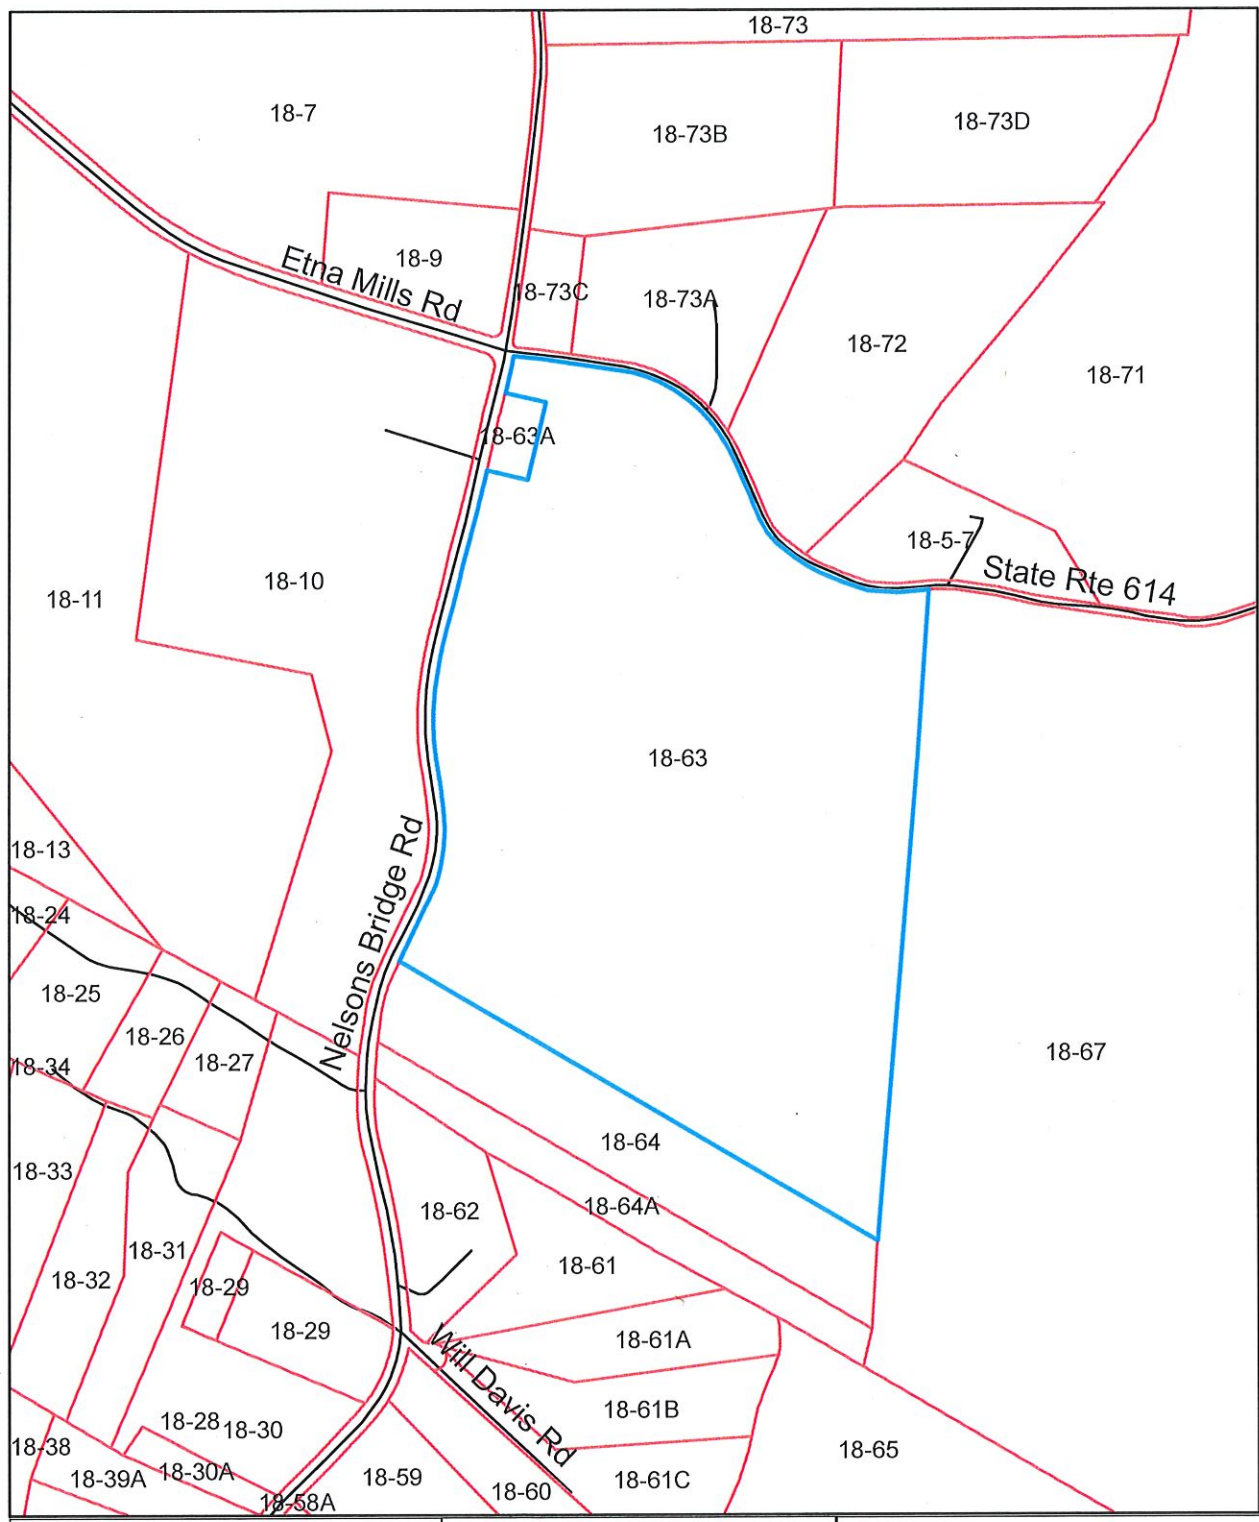 18-73
18-7
18-73B
18-73D
18-9
Etna Mills Rd
18-73C
18-73A
18-72
18-71
18-63A
18-5-7
State Rte 614
18-10
18-11
18-63
Nelsons Bridge Rd
18-13
18-24
18-25
18-26
18-27
18-34
18-67
18-64
18-33
18-64A
18-62
18-31
18-61
18-32
18-29
18-29
18-61A
Will Davis Rd
18-61B
18-28
18-30
18-38
18-65
18-39A
18-30A
18-59
18-60
18-61C
18-58A